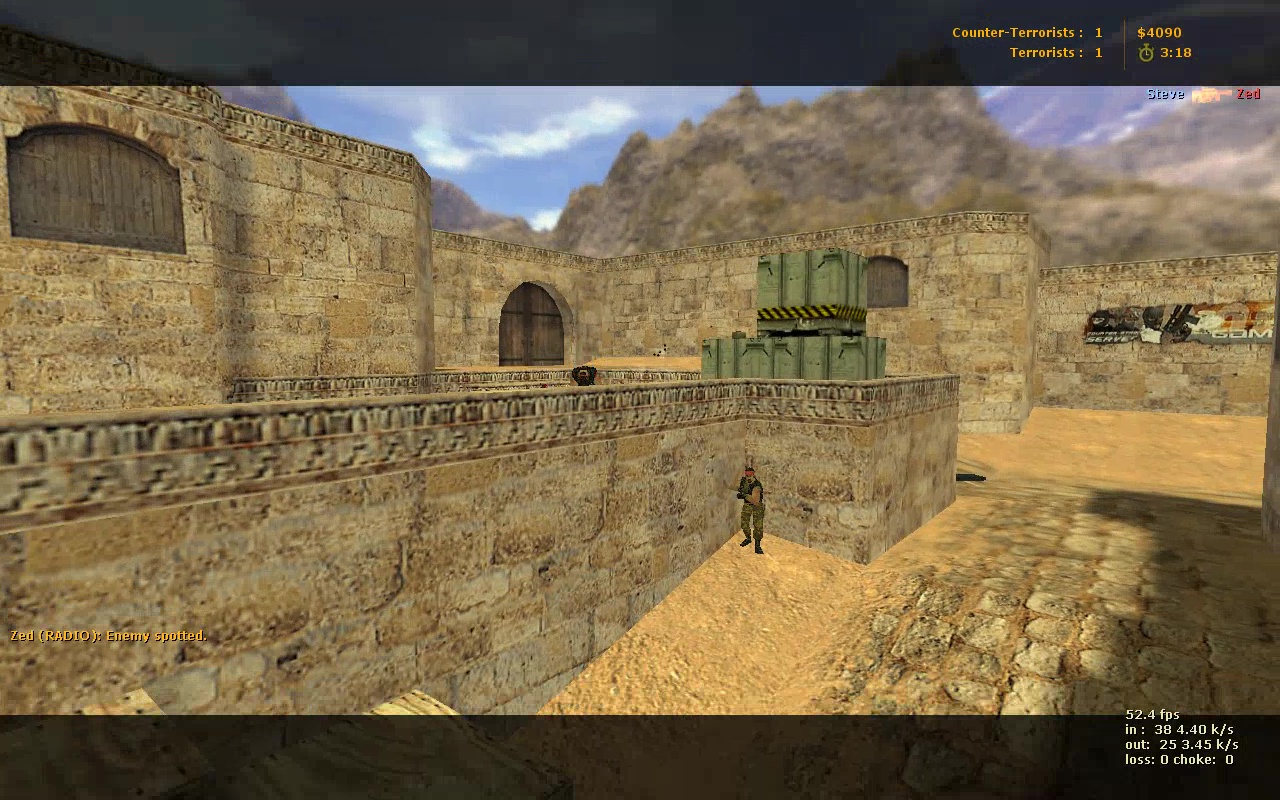 Counter-Terrorists : 1
$4090
Terrorists : 1
3:18
Steve Zed
Zed (RADIO): Enemy spotted.
52.4 fps
in : 38 4.40 k/s
out: 25 3.45 k/s
loss: 0 choke: 0